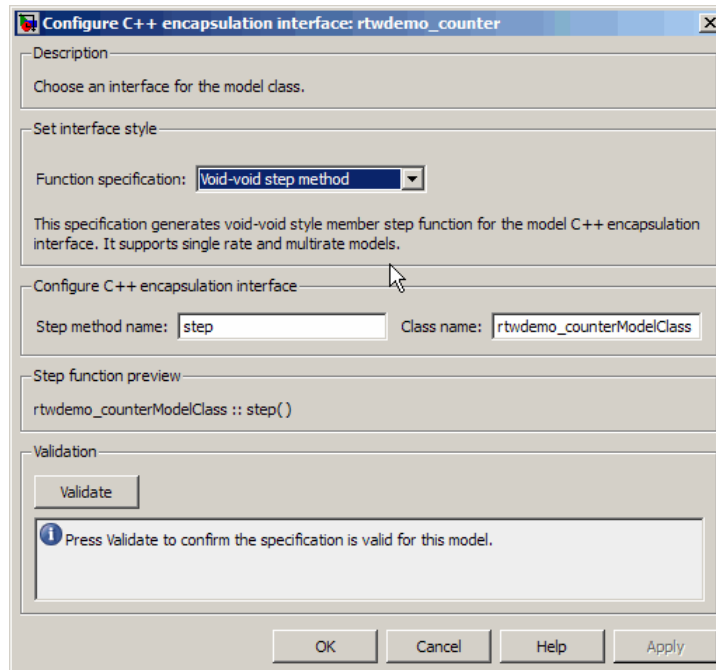 Configure C++ encapsulation interface: rtwdemo_counter
Description
Choose an interface for the model class.
Set interface style
Function specification: Void-void step method
This specification generates void-void style member step function for the model C++ encapsulation
interface. It supports single rate and multirate models.
Configure C++ encapsulation interface
Step method name: step Class name: rtwdemo_counterModelClass
Step function preview
rtwdemo_counterModelClass :: step( )
Validation
Validate
Press Validate to confirm the specification is valid for this model.
OK Cancel Help Apply